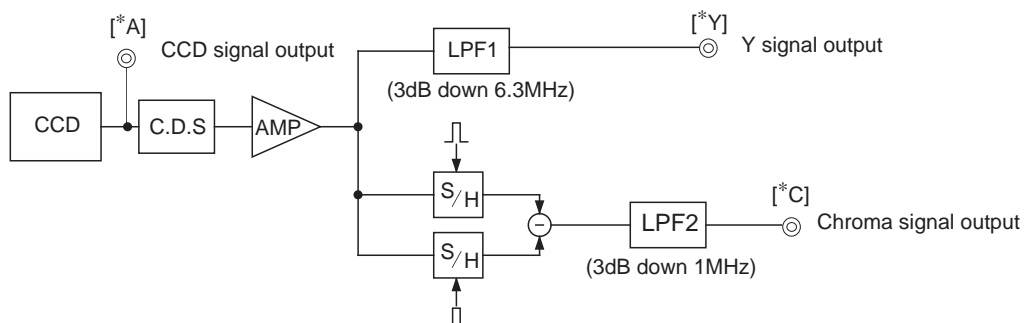 [*A]
CCD signal output
[*Y]
Y signal output
LPF1
(3dB down 6.3MHz)
CCD
C.D.S
AMP
S/H
[*C]
Chroma signal output
LPF2
(3dB down 1MHz)
S/H